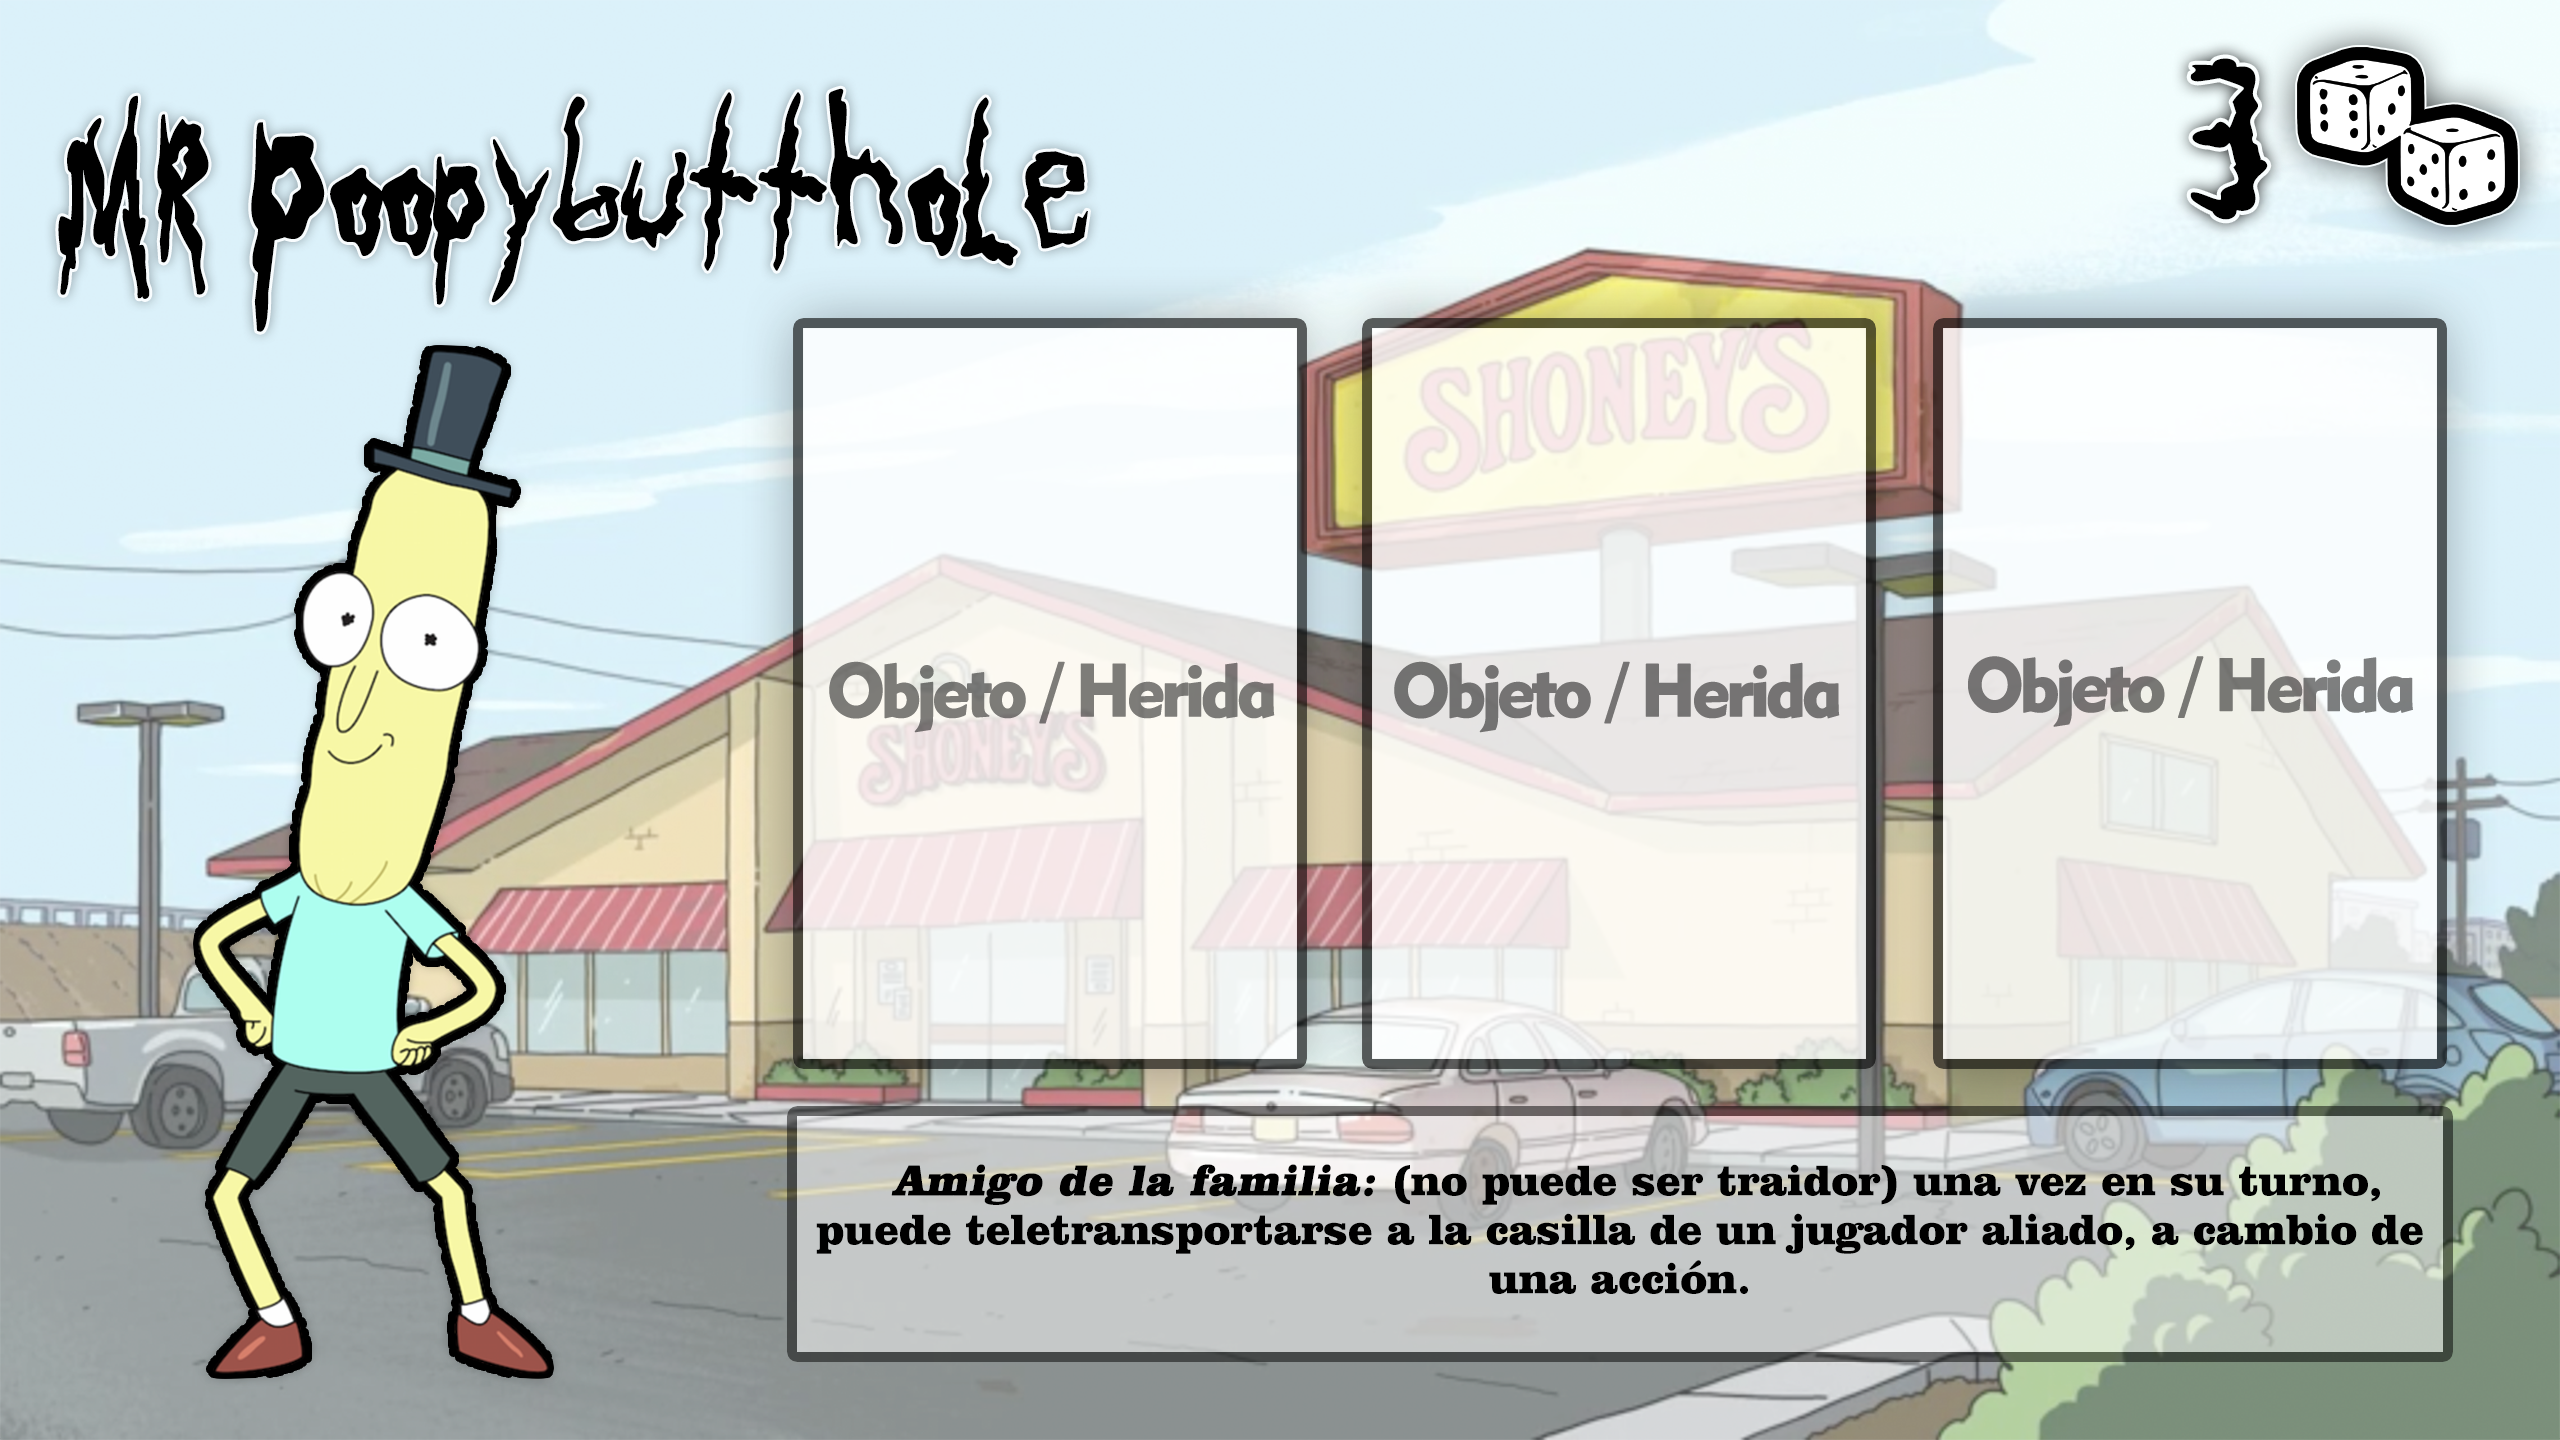 MR Poopybutthole
3
SHONEY'S
Objeto / Herida
Objeto / Herida
Objeto / Herida
SHONEY'S
Amigo de la familia: (no puede ser traidor) una vez en su turno,
puede teletransportarse a la casilla de un jugador aliado, a cambio de
una acción.